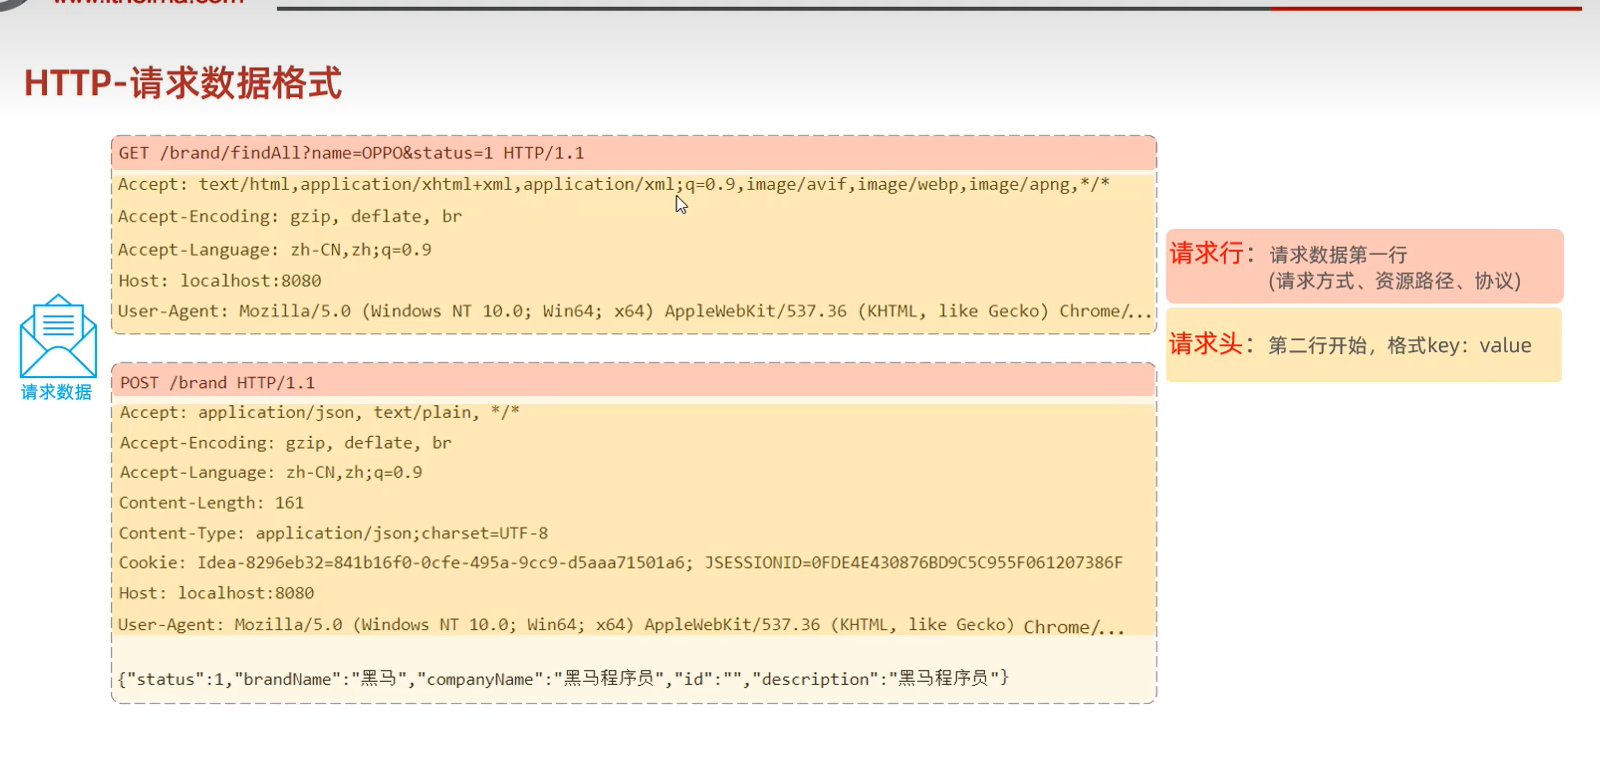 HTTP-请求数据格式
GET /brand/findAll?name=OPPO&status=1 HTTP/1.1
Accept: text/html,application/xhtml+xml,application/xml;q=0.9,image/avif,image/webp,image/apng,*/*
Accept-Encoding: gzip, deflate, br
Accept-Language: zh-CN,zh;q=0.9
Host: localhost:8080
User-Agent: Mozilla/5.0 (Windows NT 10.0; Win64; x64) AppleWebKit/537.36 (KHTML, like Gecko) Chrome/...
请求行：请求数据第一行
(请求方式、资源路径、协议)
请求头：第二行开始，格式key：value
请求数据
POST /brand HTTP/1.1
Accept: application/json, text/plain, */*
Accept-Encoding: gzip, deflate, br
Accept-Language: zh-CN,zh;q=0.9
Content-Length: 161
Content-Type: application/json;charset=UTF-8
Cookie: Idea-8296eb32=841b16f0-0cfe-495a-9cc9-d5aaa71501a6; JSESSIONID=0FDE4E430876BD9C5C955F061207386F
Host: localhost:8080
User-Agent: Mozilla/5.0 (Windows NT 10.0; Win64; x64) AppleWebKit/537.36 (KHTML, like Gecko) Chrome/...
{"status":1,"brandName":"黑马","companyName":"黑马程序员","id":"","description":"黑马程序员"}